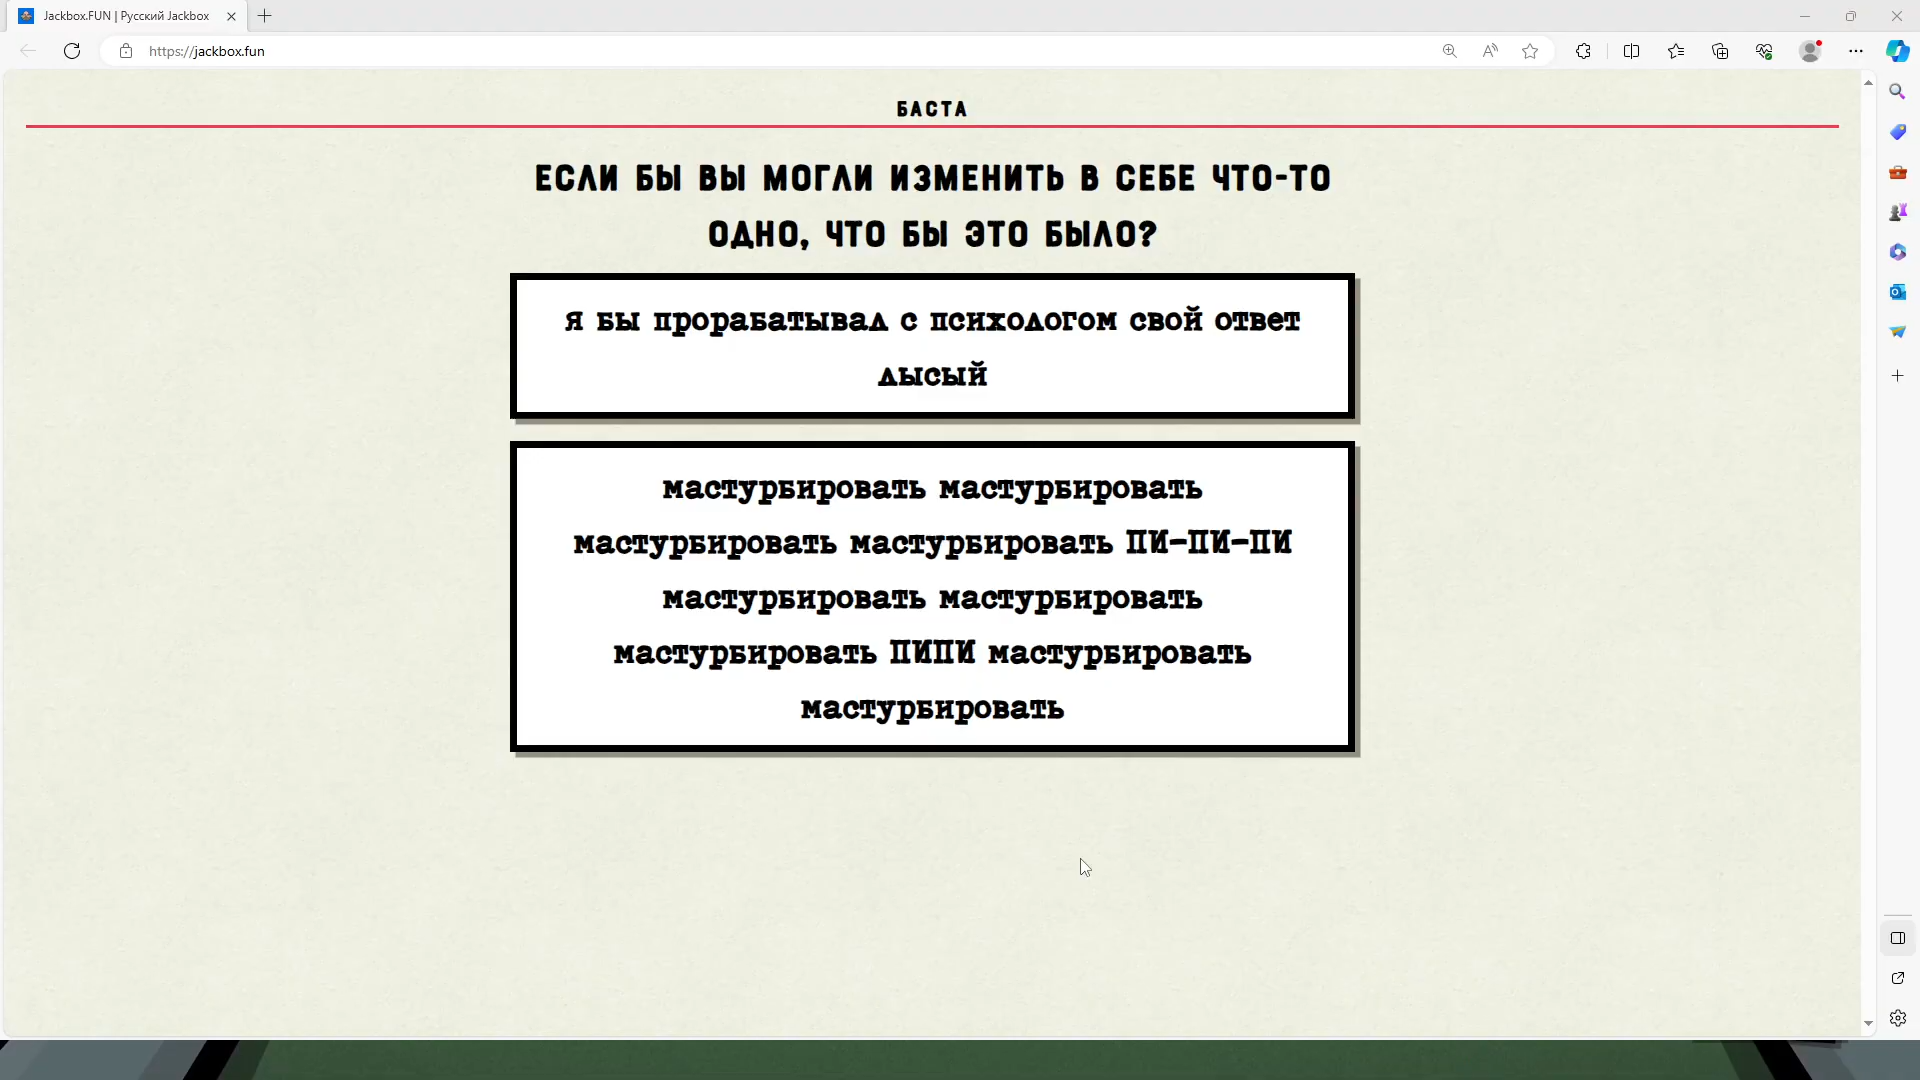 Jackbox.FUN | Русский Jackbox
https://jackbox.fun
БАСТА
ЕСЛИ БЫ ВЫ МОГЛИ ИЗМЕНИТЬ В СЕБЕ ЧТО-ТО
ОДНО, ЧТО БЫ ЭТО БЫЛО?
я бы прорабатывал с психологом свой ответ
лысый
мастурбировать мастурбировать
мастурбировать мастурбировать ПИ-ПИ-ПИ
мастурбировать мастурбировать
мастурбировать ПИПИ мастурбировать
мастурбировать